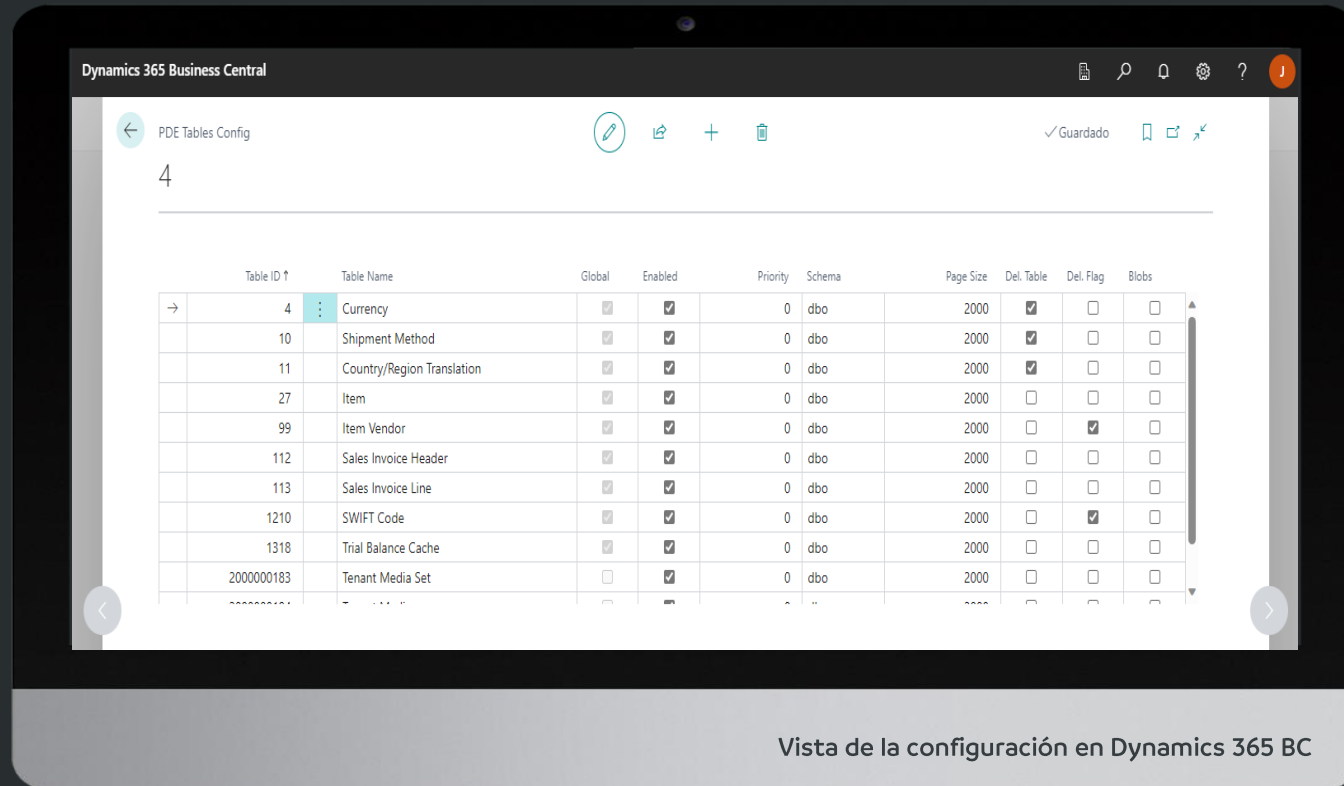 Dynamics 365 Business Central
?
J
PDE Tables Config
Guardado
4
Table ID ↑ Table Name Global Enabled Priority Schema Page Size Del. Table Del. Flag Blobs
4 Currency 0 dbo 2000
10 Shipment Method 0 dbo 2000
11 Country/Region Translation 0 dbo 2000
27 Item 0 dbo 2000
99 Item Vendor 0 dbo 2000
112 Sales Invoice Header 0 dbo 2000
113 Sales Invoice Line 0 dbo 2000
1210 SWIFT Code 0 dbo 2000
1318 Trial Balance Cache 0 dbo 2000
2000000183 Tenant Media Set 0 dbo 2000
Vista de la configuración en Dynamics 365 BC